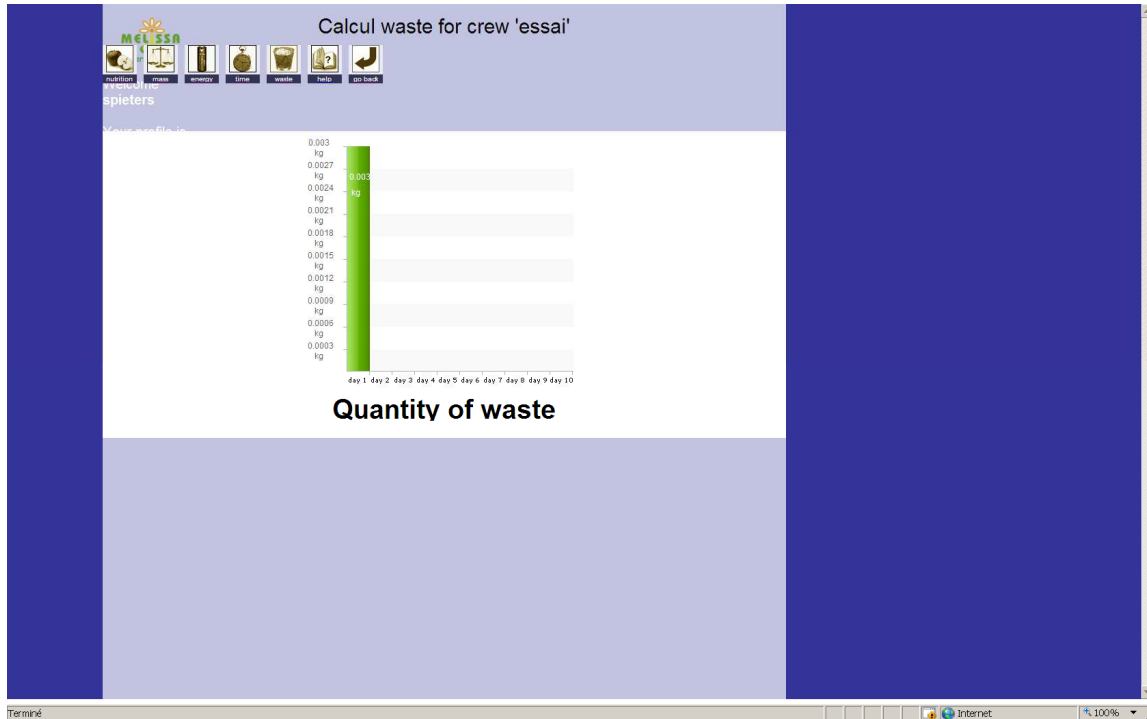 Calcul waste for crew 'essai'
MELISSA
nutrition mass energy time waste help go back
Welcome
spieters
Your profile is
0.003
kg
0.0027
kg
0.0024
kg
0.0021
kg
0.0018
kg
0.0015
kg
0.0012
kg
0.0009
kg
0.0006
kg
0.0003
kg
0.003
kg
day 1 day 2 day 3 day 4 day 5 day 6 day 7 day 8 day 9 day 10
Quantity of waste
Terminé
Internet
100%